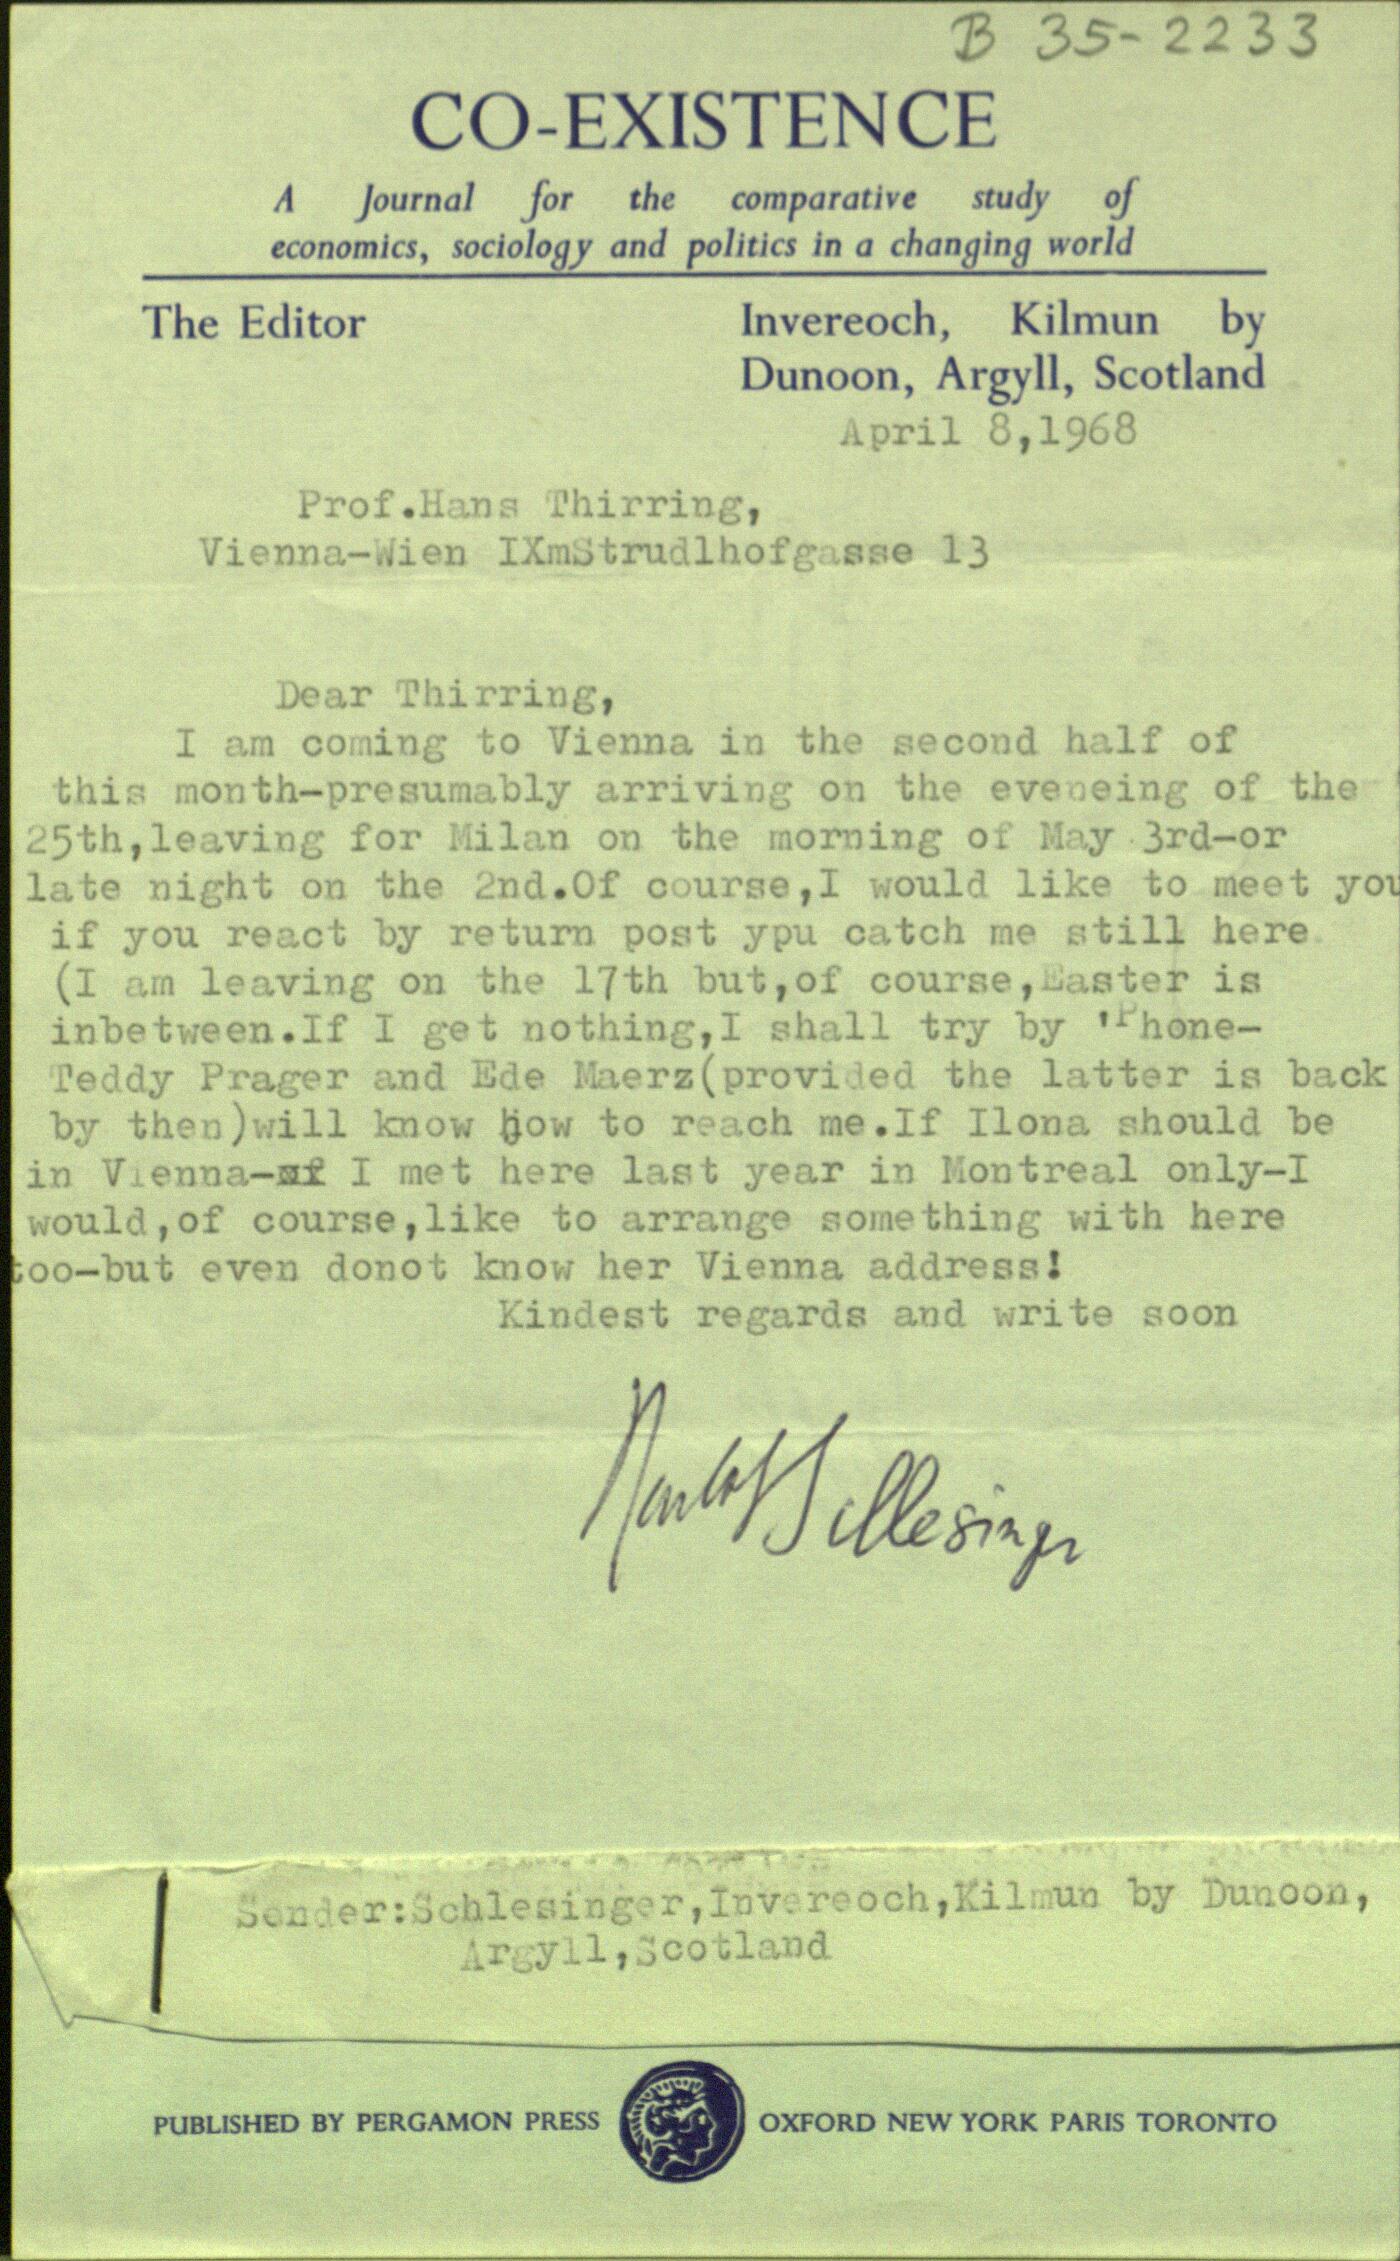 B 35-2233
CO-EXISTENCE
A Journal for the comparative study of
economics, sociology and politics in a changing world
The Editor
Invereoch, Kilmun by
Dunoon, Argyll, Scotland
April 8,1968
Prof.Hans Thirring,
Vienna-Wien IXmStrudlhofgasse 13
Dear Thirring,
I am coming to Vienna in the second half of
this month-presumably arriving on the eveneing of the
25th,leaving for Milan on the morning of May 3rd-or
late night on the 2nd.Of course,I would like to meet you
if you react by return post ypu catch me still here
(I am leaving on the 17th but,of course,Easter is
inbetween.If I get nothing,I shall try by 'Phone-
Teddy Prager and Ede Maerz(provided the latter is back
by then)will know how to reach me.If Ilona should be
in Vienna- I met here last year in Montreal only-I
would,of course,like to arrange something with here
too-but even donot know her Vienna address!
Kindest regards and write soon
Schlesinger
Sender:Schlesinger,Invereoch,Kilmun by Dunoon,
Argyll,Scotland
PUBLISHED BY PERGAMON PRESS OXFORD NEW YORK PARIS TORONTO